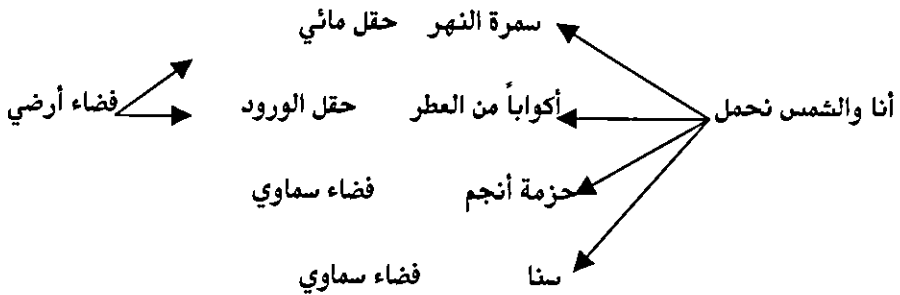 سمرة النهر حقل مائي
أنا والشمس نحمل أكواباً من العطر حقل الورود فضاء أرضي
حزمة أنجم فضاء سماوي
سنا فضاء سماوي